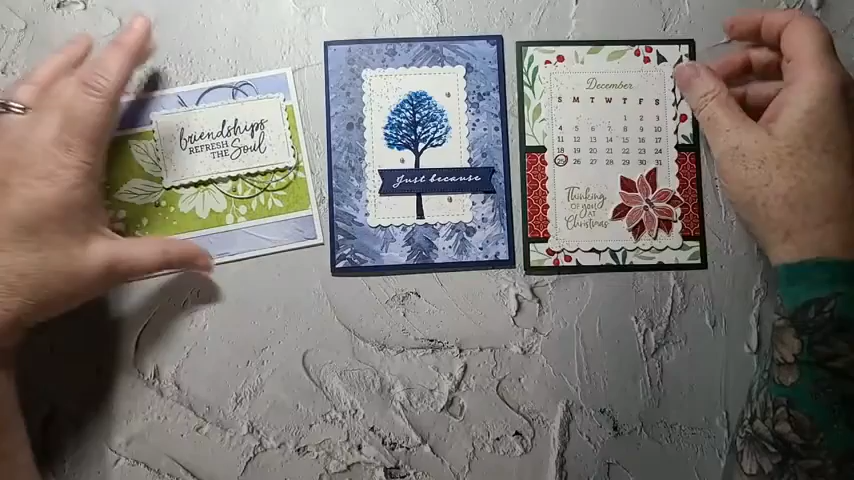 friendships
REFRESH
THE Soul
Just because
December
S M T W T F S
1 2 3
4 5 6 7 8 9 10
11 12 13 14 15 16 17
18 19 20 21 22 23 24
25 26 27 28 29 30 31
Thinking
of you
AT
Christmas